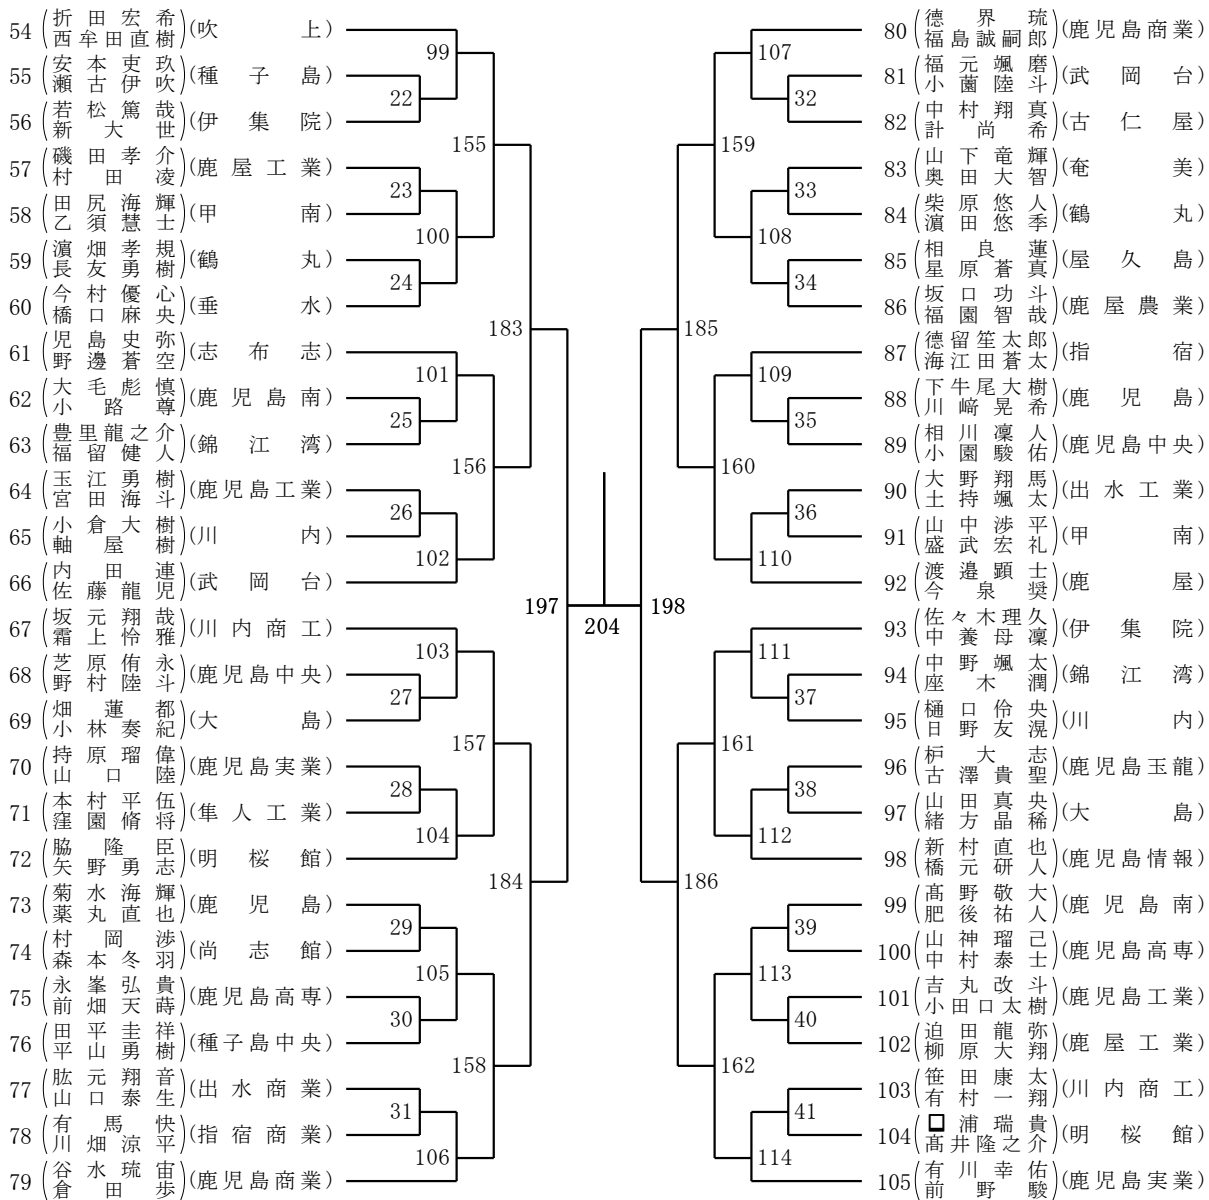 54 (折田宏希 西牟田直樹) (吹上)
55 (安本吏玖 瀬古伊吹) (種子島)
56 (若松篤哉 新大世) (伊集院)
57 (磯田孝介 村田凌) (鹿屋工業)
58 (田尻海輝 乙須慧士) (甲南)
59 (濵畑孝規 長友勇樹) (鶴丸)
60 (今村優心 橋口麻央) (垂水)
61 (児島史弥 野邊蒼空) (志布志)
62 (大毛彪慎 小路尊) (鹿児島南)
63 (豊里龍之介 福留健人) (錦江湾)
64 (玉江勇樹 宮田海斗) (鹿児島工業)
65 (小倉大樹 軸屋樹) (川内)
66 (内田連 佐藤龍児) (武岡台)
67 (坂元翔哉 霜上怜雅) (川内商工)
68 (芝原侑永 野村陸斗) (鹿児島中央)
69 (畑蓮都 小林奏紀) (大島)
70 (持原瑠偉 山口陸) (鹿児島実業)
71 (本村平伍 窪園脩将) (隼人工業)
72 (脇隆臣 矢野勇志) (明桜館)
73 (菊水海輝 薬丸直也) (鹿児島)
74 (村岡渉 森本冬羽) (尚志館)
75 (永峯弘貴 前畑天蒔) (鹿児島高専)
76 (田平圭祥 平山勇樹) (種子島中央)
77 (肱元翔音 山口泰生) (出水商業)
78 (有馬快 川畑涼平) (指宿商業)
79 (谷水琉宙 倉田歩) (鹿児島商業)
99
22
155
23
100
24
183
101
25
156
26
102
197
103
27
157
28
104
184
29
105
30
158
31
106
204
107
32
159
33
108
34
185
109
35
160
36
110
198
111
37
161
38
112
186
39
113
40
162
41
114
80 (德界琉 福島誠嗣郎) (鹿児島商業)
81 (福元颯磨 小薗陸斗) (武岡台)
82 (中村翔真 計尚希) (古仁屋)
83 (山下竜輝 奥田大智) (奄美)
84 (柴原悠人 濵田悠季) (鶴丸)
85 (相良蓮 星原蒼真) (屋久島)
86 (坂口功斗 福園智哉) (鹿屋農業)
87 (德留笙太郎 海江田蒼太) (指宿)
88 (下牛尾大樹 川﨑晃希) (鹿児島)
89 (相川凜人 小園駿佑) (鹿児島中央)
90 (大野翔馬 土持颯太) (出水工業)
91 (山中渉平 盛武宏礼) (甲南)
92 (渡邉顕士 今泉奨) (鹿屋)
93 (佐々木理久 中養母凜) (伊集院)
94 (中野颯太 座木潤) (錦江湾)
95 (樋口伶央 日野友滉) (川内)
96 (枦大志 古澤貴聖) (鹿児島玉龍)
97 (山田真央 緒方晶稀) (大島)
98 (新村直也 橋元研人) (鹿児島情報)
99 (髙野敬大 肥後祐人) (鹿児島南)
100 (山神瑠己 中村泰士) (鹿児島高専)
101 (吉丸改斗 小田口太樹) (鹿児島工業)
102 (迫田龍弥 柳原大翔) (鹿屋工業)
103 (笹田康太 有村一翔) (川内商工)
104 (□浦瑞貴 髙井隆之介) (明桜館)
105 (有川幸佑 前野駿) (鹿児島実業)